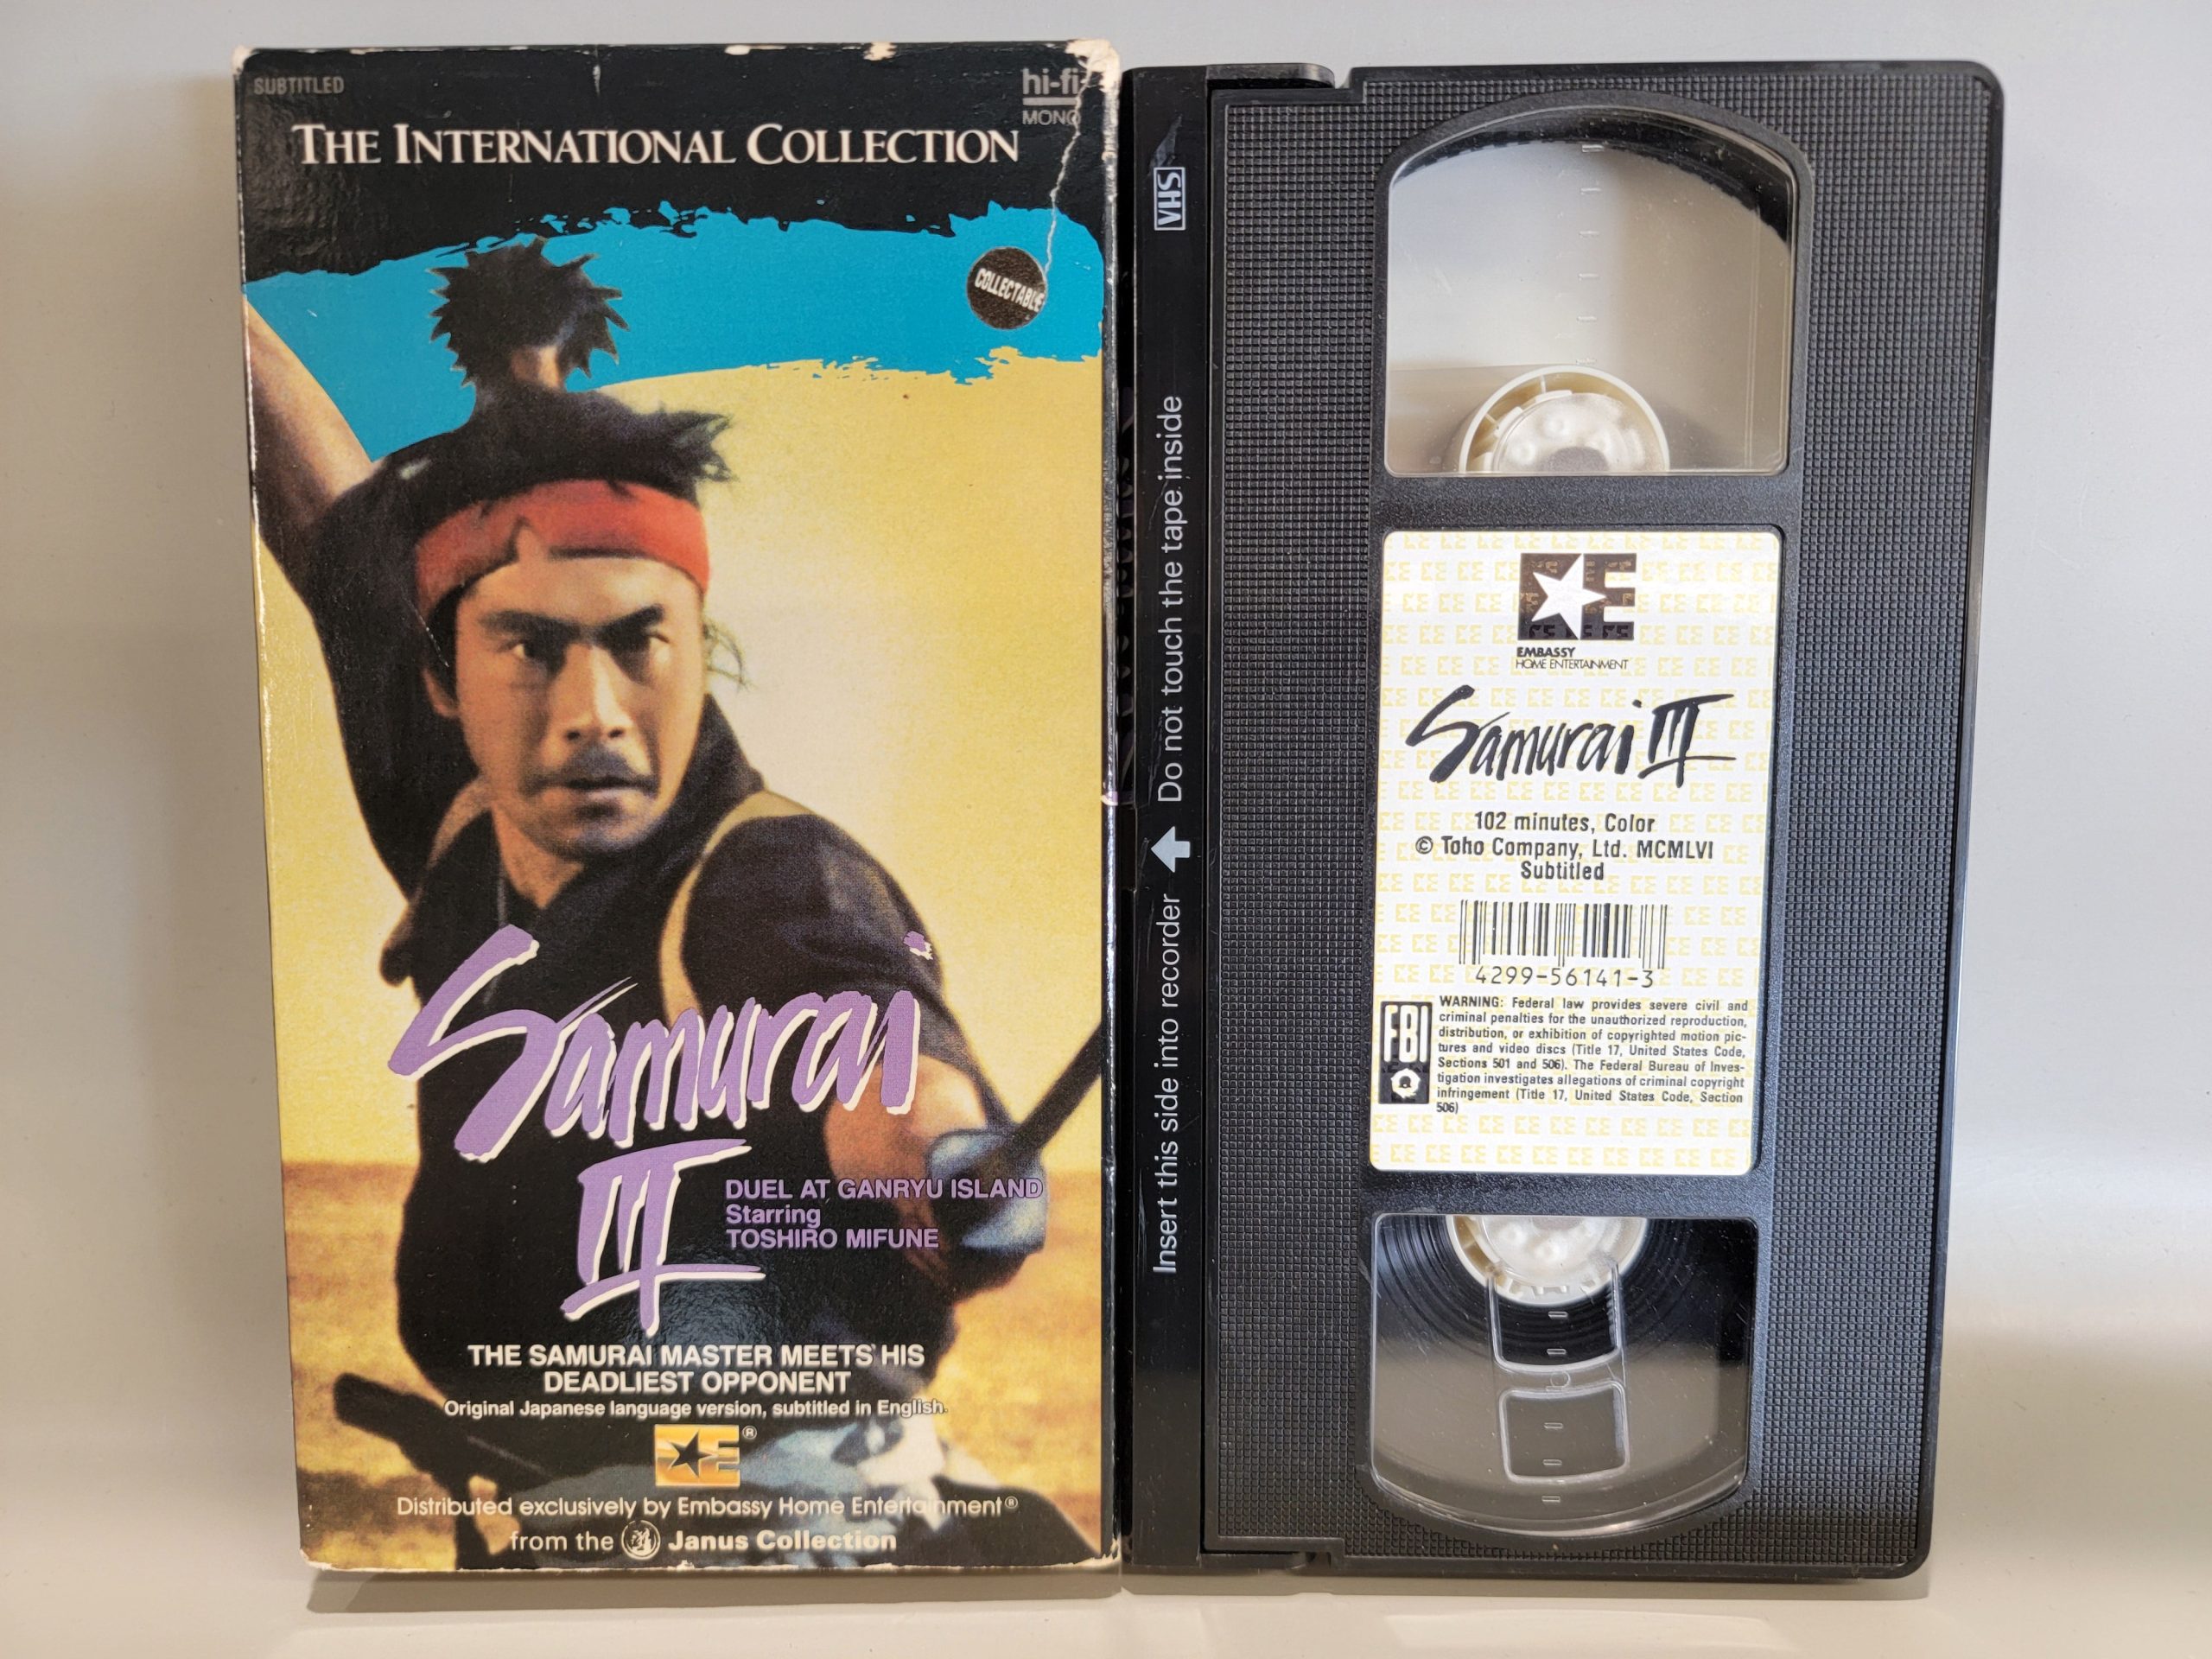 SUBTITLED
hi-fi
MONO
THE INTERNATIONAL COLLECTION
COLLECTABLE
Samurai
III
DUEL AT GANRYU ISLAND
Starring
TOSHIRO MIFUNE
THE SAMURAI MASTER MEETS HIS
DEADLIEST OPPONENT
Original Japanese language version, subtitled in English.
E®
Distributed exclusively by Embassy Home Entertainment®
from the Janus Collection
VHS
Do not touch the tape inside
Insert this side into recorder
E
EMBASSY
HOME ENTERTAINMENT
Samurai III
102 minutes, Color
© Toho Company, Ltd. MCMLVI
Subtitled
4299-56141-3
FBI
WARNING: Federal law provides severe civil and
criminal penalties for the unauthorized reproduction,
distribution, or exhibition of copyrighted motion pic-
tures and video discs (Title 17, United States Code,
Sections 501 and 506). The Federal Bureau of Inves-
tigation investigates allegations of criminal copyright
infringement (Title 17, United States Code, Section
506)